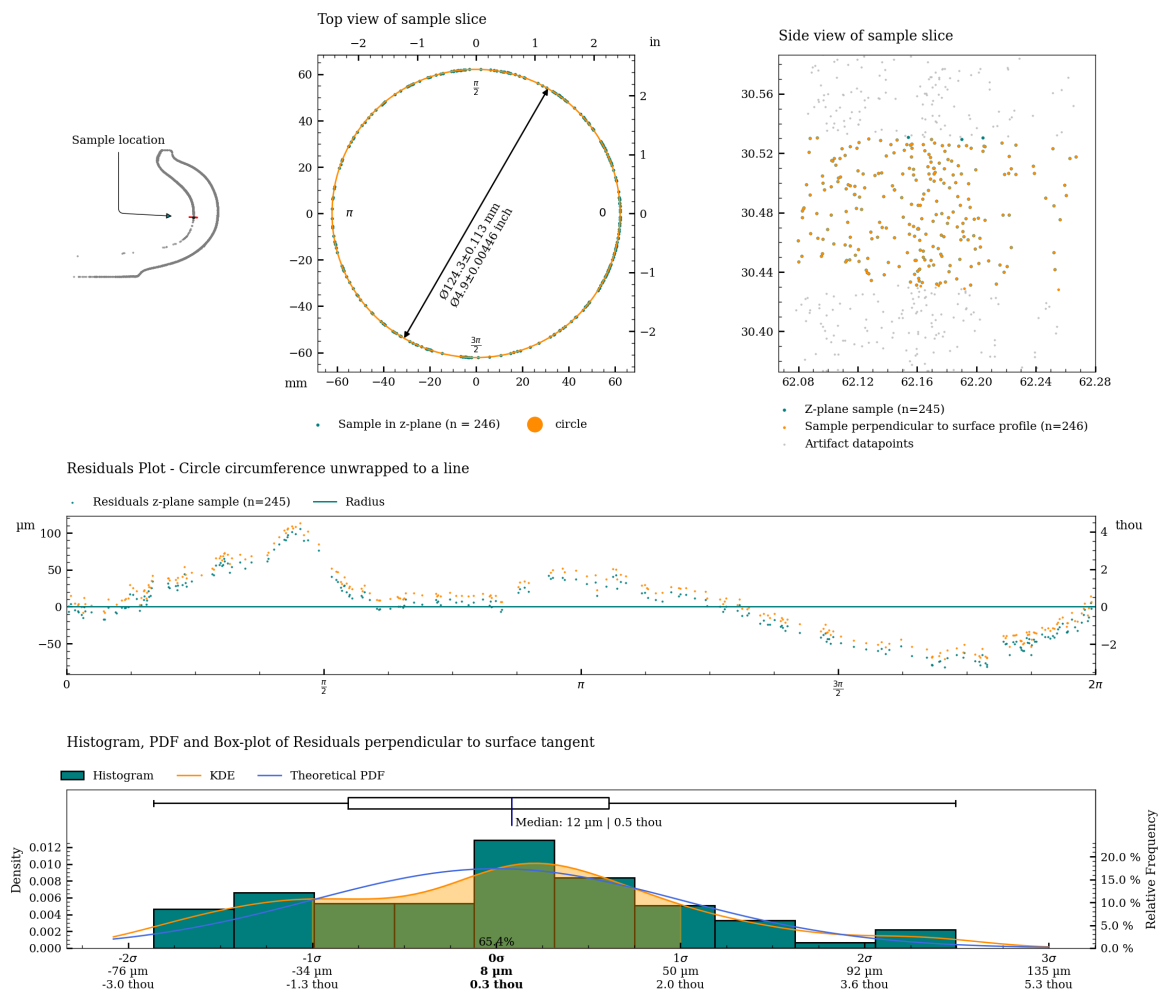 Top view of sample slice
−2 −1 0 1 2 in
Side view of sample slice
Sample location
60
40
20
0
−20
−40
−60
mm
−60 −40 −20 0 20 40 60
2
1
0
−1
−2
π/2
π
0
3π/2
Ø124.3±0.113 mm
Ø4.9±0.00446 inch
Sample in z-plane (n = 246) circle
30.56
30.52
30.48
30.44
30.40
62.08 62.12 62.16 62.20 62.24 62.28
Z-plane sample (n=245)
Sample perpendicular to surface profile (n=246)
Artifact datapoints
Residuals Plot - Circle circumference unwrapped to a line
Residuals z-plane sample (n=245) Radius
µm
100
50
0
−50
thou
4
2
0
−2
0 π/2 π 3π/2 2π
Histogram, PDF and Box-plot of Residuals perpendicular to surface tangent
Histogram KDE Theoretical PDF
Median: 12 µm | 0.5 thou
Density
0.012
0.010
0.008
0.006
0.004
0.002
0.000
Relative Frequency
20.0 %
15.0 %
10.0 %
5.0 %
0.0 %
65.4%
-2σ -1σ 0σ 1σ 2σ 3σ
-76 µm -34 µm 8 µm 50 µm 92 µm 135 µm
-3.0 thou -1.3 thou 0.3 thou 2.0 thou 3.6 thou 5.3 thou